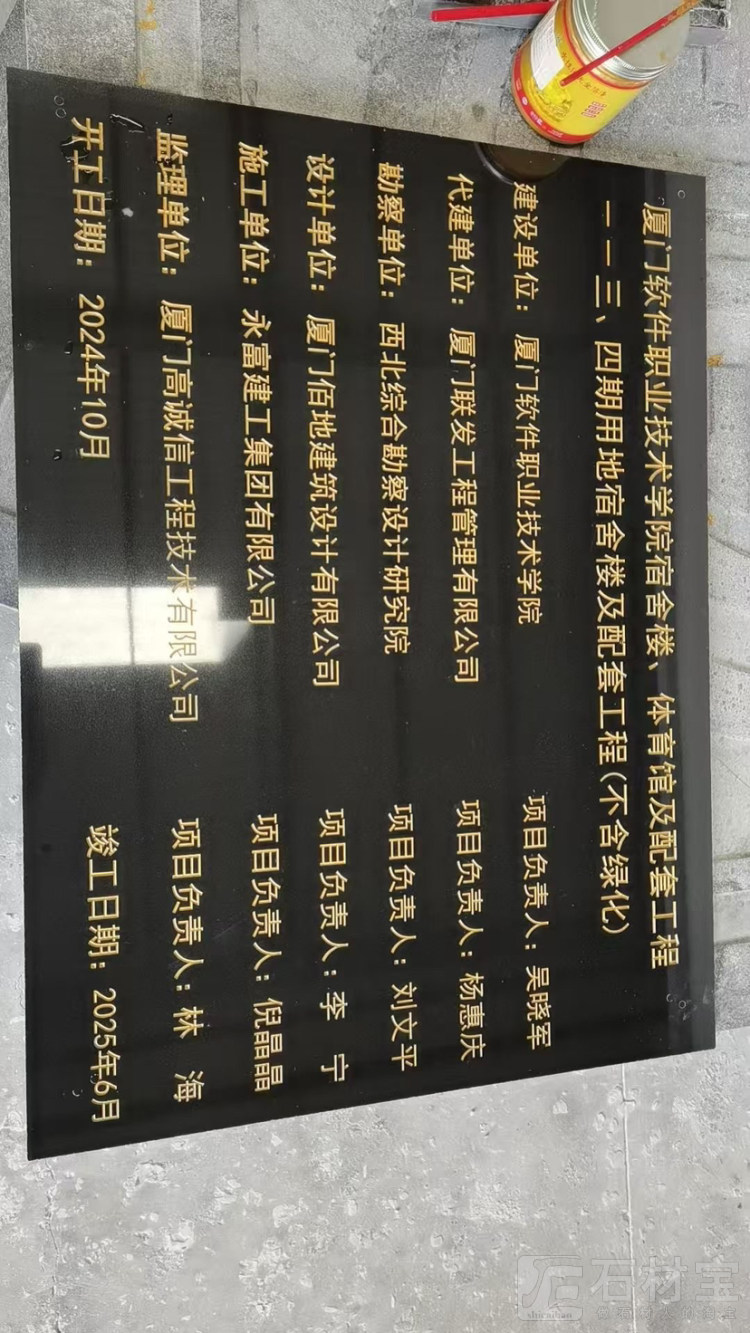 厦门软件职业技术学院宿舍楼、体育馆及配套工程
一一三、四期用地宿舍楼及配套工程(不含绿化)
建设单位：厦门软件职业技术学院 项目负责人：吴晓军
代建单位：厦门联发工程管理有限公司 项目负责人：杨惠庆
勘察单位：西北综合勘察设计研究院 项目负责人：刘文平
设计单位：厦门佰地建筑设计有限公司 项目负责人：李 宁
施工单位：永富建工集团有限公司 项目负责人：倪晶晶
监理单位：厦门高诚信工程技术有限公司 项目负责人：林 海
开工日期：2024年10月 竣工日期：2025年6月
石材宝